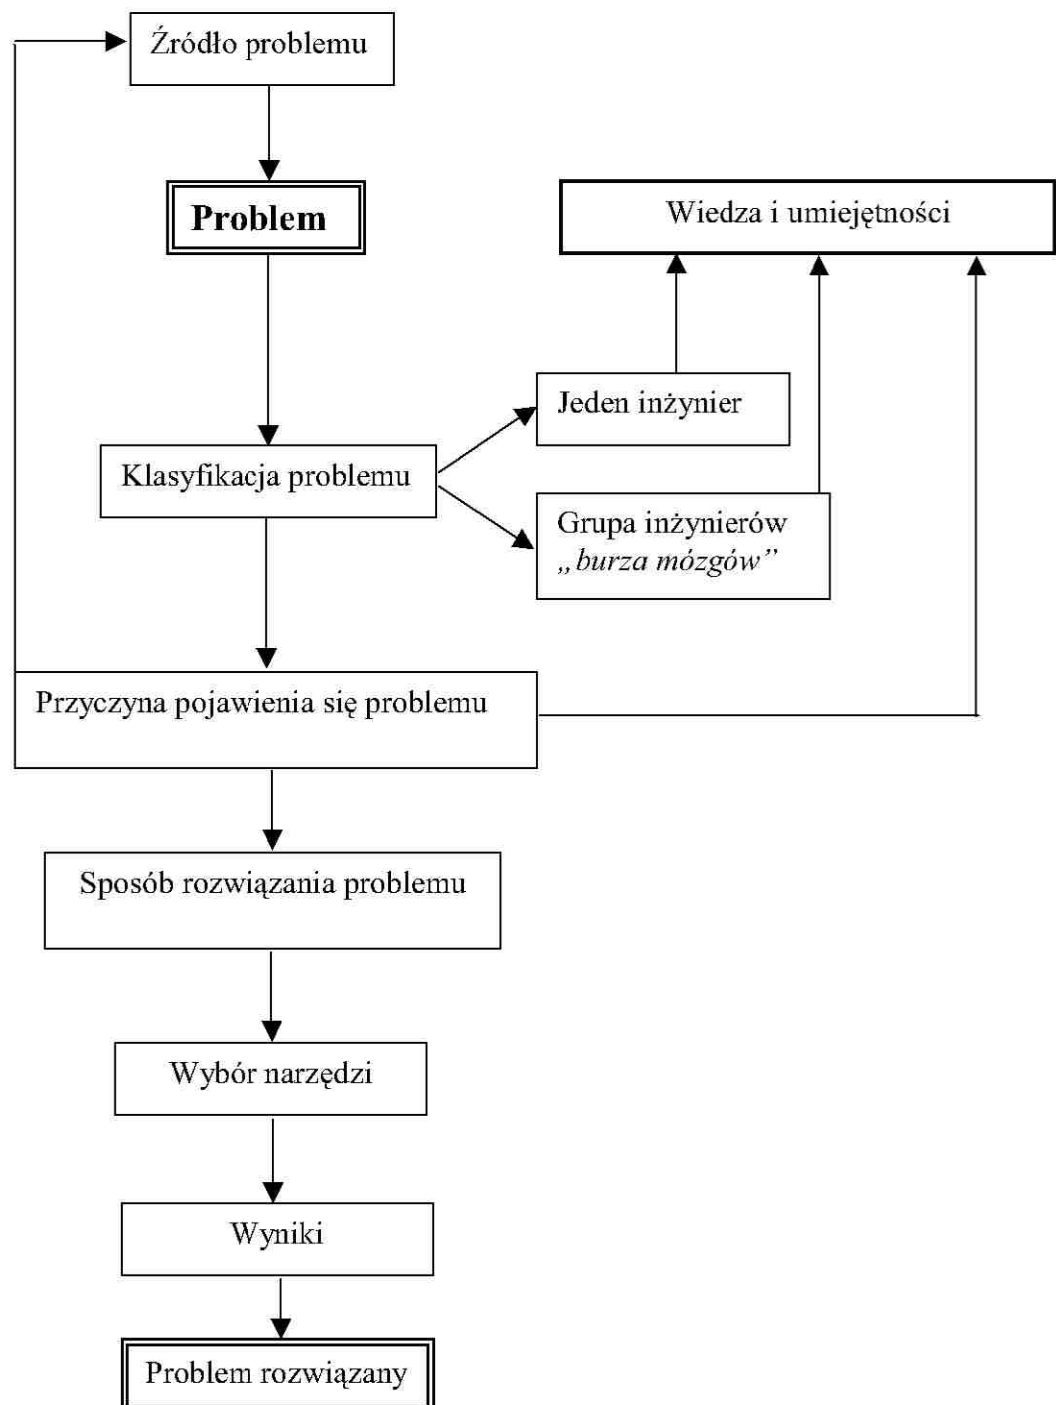 Źródło problemu
Problem
Wiedza i umiejętności
Jeden inżynier
Klasyfikacja problemu
Grupa inżynierów
„burza mózgów”
Przyczyna pojawienia się problemu
Sposób rozwiązania problemu
Wybór narzędzi
Wyniki
Problem rozwiązany